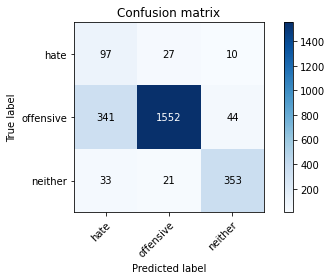 Confusion matrix
hate 97 27 10
offensive 341 1552 44
neither 33 21 353
hate offensive neither
True label
Predicted label
1400
1200
1000
800
600
400
200